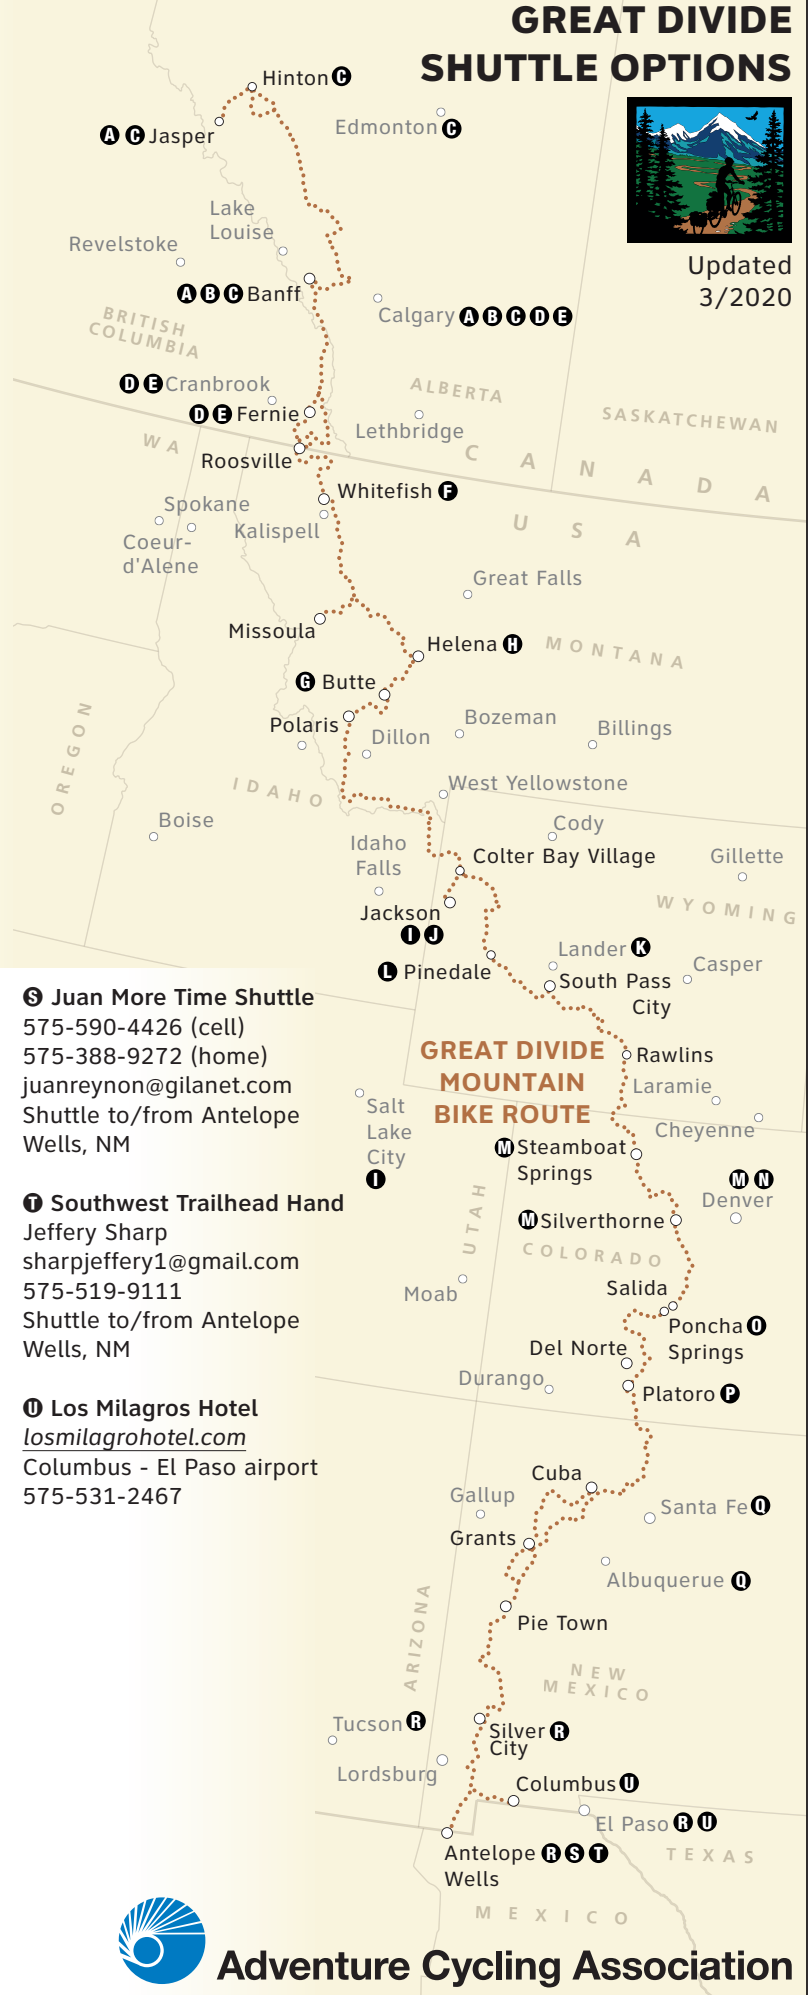 GREAT DIVIDE
SHUTTLE OPTIONS
Updated
3/2020
Hinton C
A C Jasper
Edmonton C
Lake
Louise
Revelstoke
A B C Banff
Calgary A B C D E
BRITISH
COLUMBIA
D E Cranbrook
ALBERTA
D E Fernie
SASKATCHEWAN
Lethbridge
WA
CANADA
Roosville
Whitefish F
Spokane
USA
Kalispell
Coeur-
d'Alene
Great Falls
Missoula
Helena H
MONTANA
G Butte
OREGON
Polaris
Bozeman
Dillon
Billings
IDAHO
West Yellowstone
Boise
Cody
Idaho
Falls
Colter Bay Village
Gillette
Jackson
I J
WYOMING
Lander K
L Pinedale
Casper
South Pass
City
S Juan More Time Shuttle
575-590-4426 (cell)
575-388-9272 (home)
juanreynon@gilanet.com
Shuttle to/from Antelope
Wells, NM
T Southwest Trailhead Hand
Jeffery Sharp
sharpjeffery1@gmail.com
575-519-9111
Shuttle to/from Antelope
Wells, NM
U Los Milagros Hotel
losmilagrohotel.com
Columbus - El Paso airport
575-531-2467
GREAT DIVIDE
MOUNTAIN
BIKE ROUTE
Rawlins
Laramie
Salt
Lake
City
I
Cheyenne
M Steamboat
Springs
M N
Denver
UTAH
M Silverthorne
COLORADO
Moab
Salida
Poncha O
Springs
Del Norte
Durango
Platoro P
Cuba
Gallup
Santa Fe Q
Grants
Albuquerue Q
ARIZONA
Pie Town
NEW
MEXICO
Tucson R
Silver R
City
Lordsburg
Columbus U
El Paso R U
Antelope R S T
Wells
TEXAS
MEXICO
Adventure Cycling Association